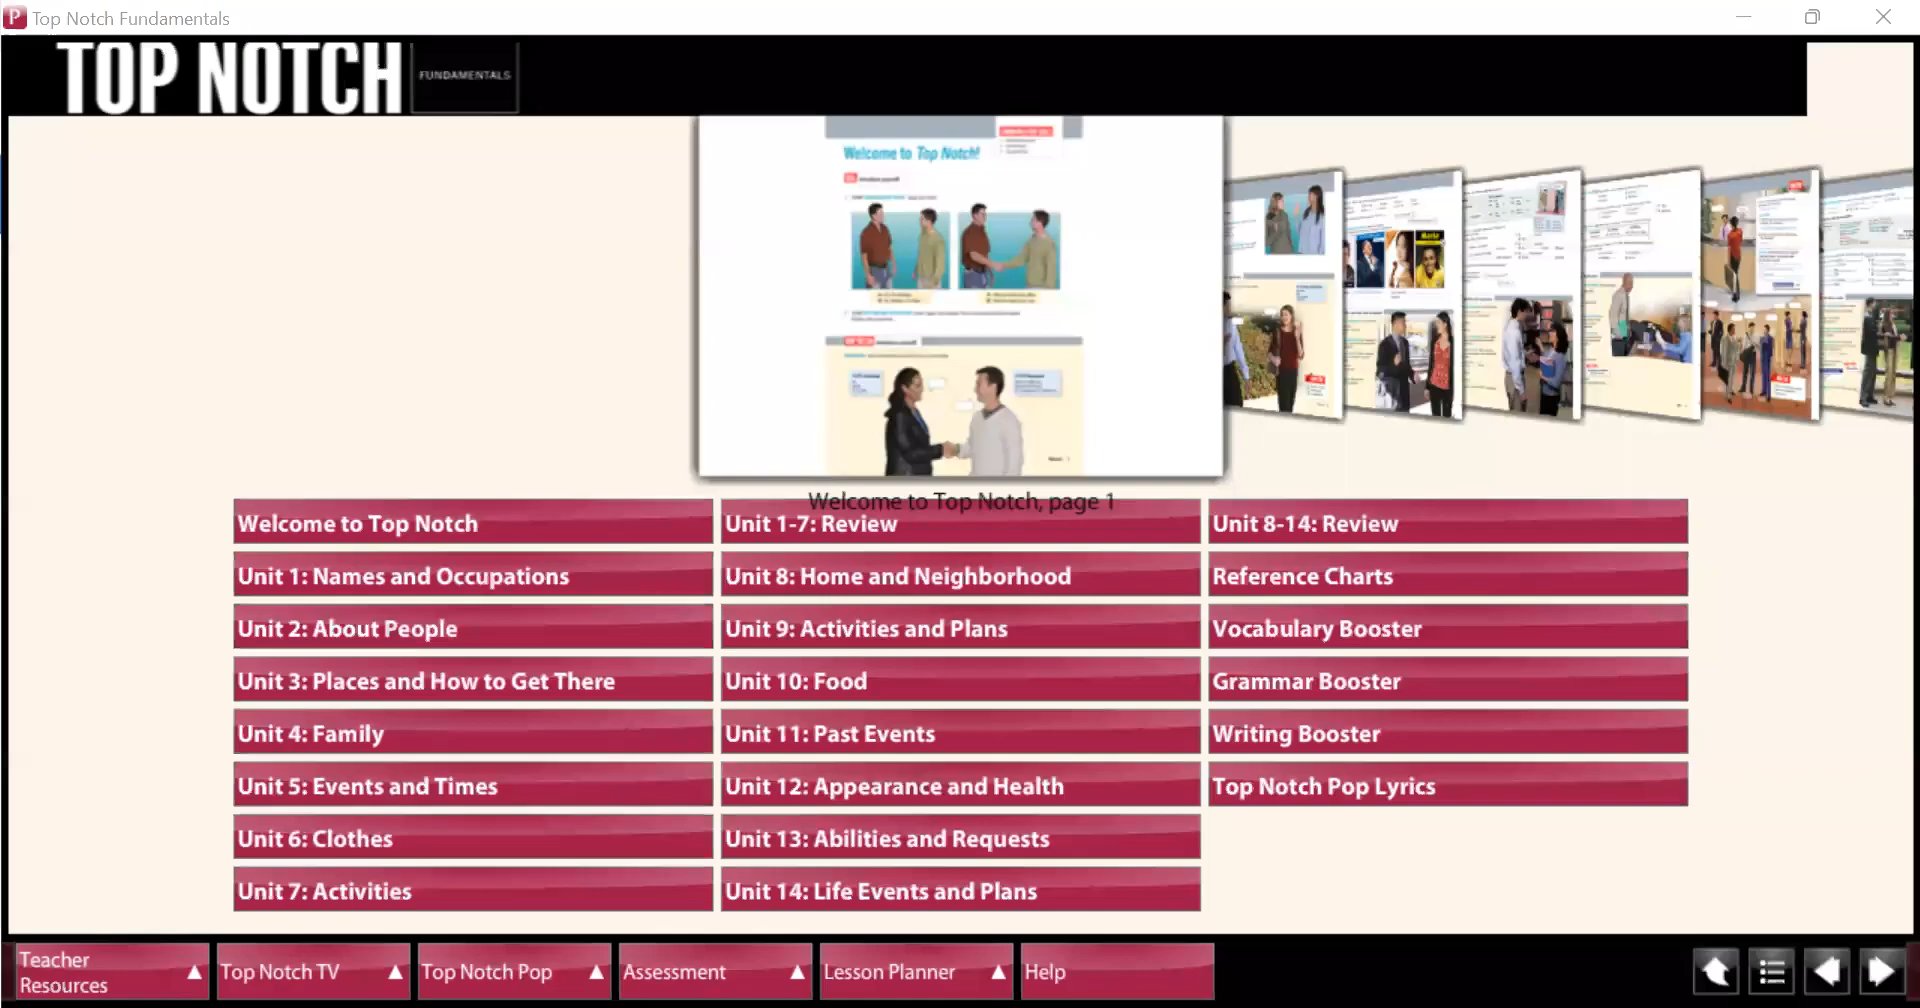 Top Notch Fundamentals
TOP NOTCH
FUNDAMENTALS
Welcome to Top Notch!
Welcome to Top Notch, page 1
Welcome to Top Notch
Unit 1: Names and Occupations
Unit 2: About People
Unit 3: Places and How to Get There
Unit 4: Family
Unit 5: Events and Times
Unit 6: Clothes
Unit 7: Activities
Unit 1-7: Review
Unit 8: Home and Neighborhood
Unit 9: Activities and Plans
Unit 10: Food
Unit 11: Past Events
Unit 12: Appearance and Health
Unit 13: Abilities and Requests
Unit 14: Life Events and Plans
Unit 8-14: Review
Reference Charts
Vocabulary Booster
Grammar Booster
Writing Booster
Top Notch Pop Lyrics
Teacher
Resources
Top Notch TV
Top Notch Pop
Assessment
Lesson Planner
Help